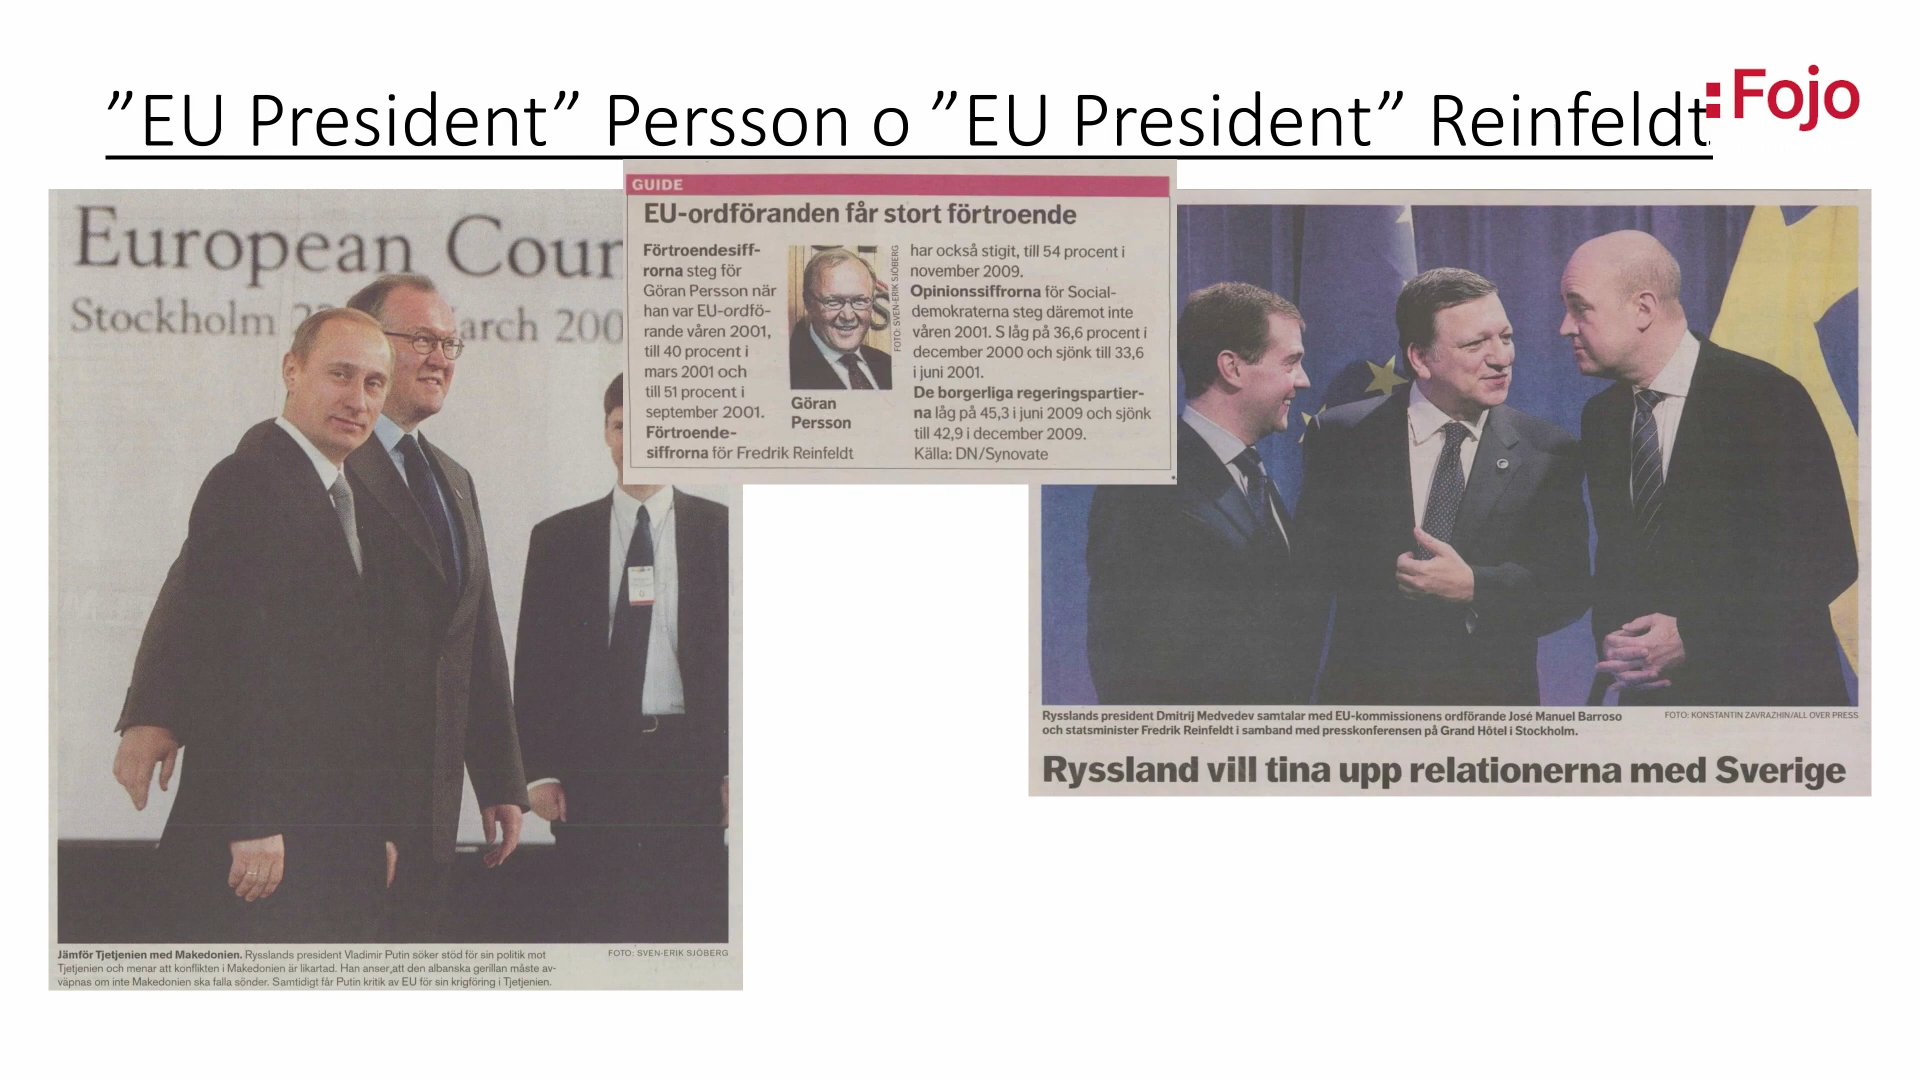 ”EU President” Persson o ”EU President” Reinfeldt
Fojo
European Cour
Stockholm 2 arch 200
GUIDE
EU-ordföranden får stort förtroende
Förtroendesiff-
rorna steg för
Göran Persson när
han var EU-ordfö-
rande våren 2001,
till 40 procent i
mars 2001 och
till 51 procent i
september 2001.
Förtroende-
siffrorna för Fredrik Reinfeldt
FOTO: SVEN-ERIK SJÖBERG
Göran
Persson
har också stigit, till 54 procent i
november 2009.
Opinionssiffrorna för Social-
demokraterna steg däremot inte
våren 2001. S låg på 36,6 procent i
december 2000 och sjönk till 33,6
i juni 2001.
De borgerliga regeringspartier-
na låg på 45,3 i juni 2009 och sjönk
till 42,9 i december 2009.
Källa: DN/Synovate
Jämför Tjetjenien med Makedonien. Rysslands president Vladimir Putin söker stöd för sin politik mot
Tjetjenien och menar att konflikten i Makedonien är likartad. Han anser att den albanska gerillan måste av-
väpnas om inte Makedonien ska falla sönder. Samtidigt får Putin kritik av EU för sin krigföring i Tjetjenien.
FOTO: SVEN-ERIK SJÖBERG
Rysslands president Dmitrij Medvedev samtalar med EU-kommissionens ordförande José Manuel Barroso
och statsminister Fredrik Reinfeldt i samband med presskonferensen på Grand Hôtel i Stockholm.
FOTO: KONSTANTIN ZAVRAZHIN/ALL OVER PRESS
Ryssland vill tina upp relationerna med Sverige